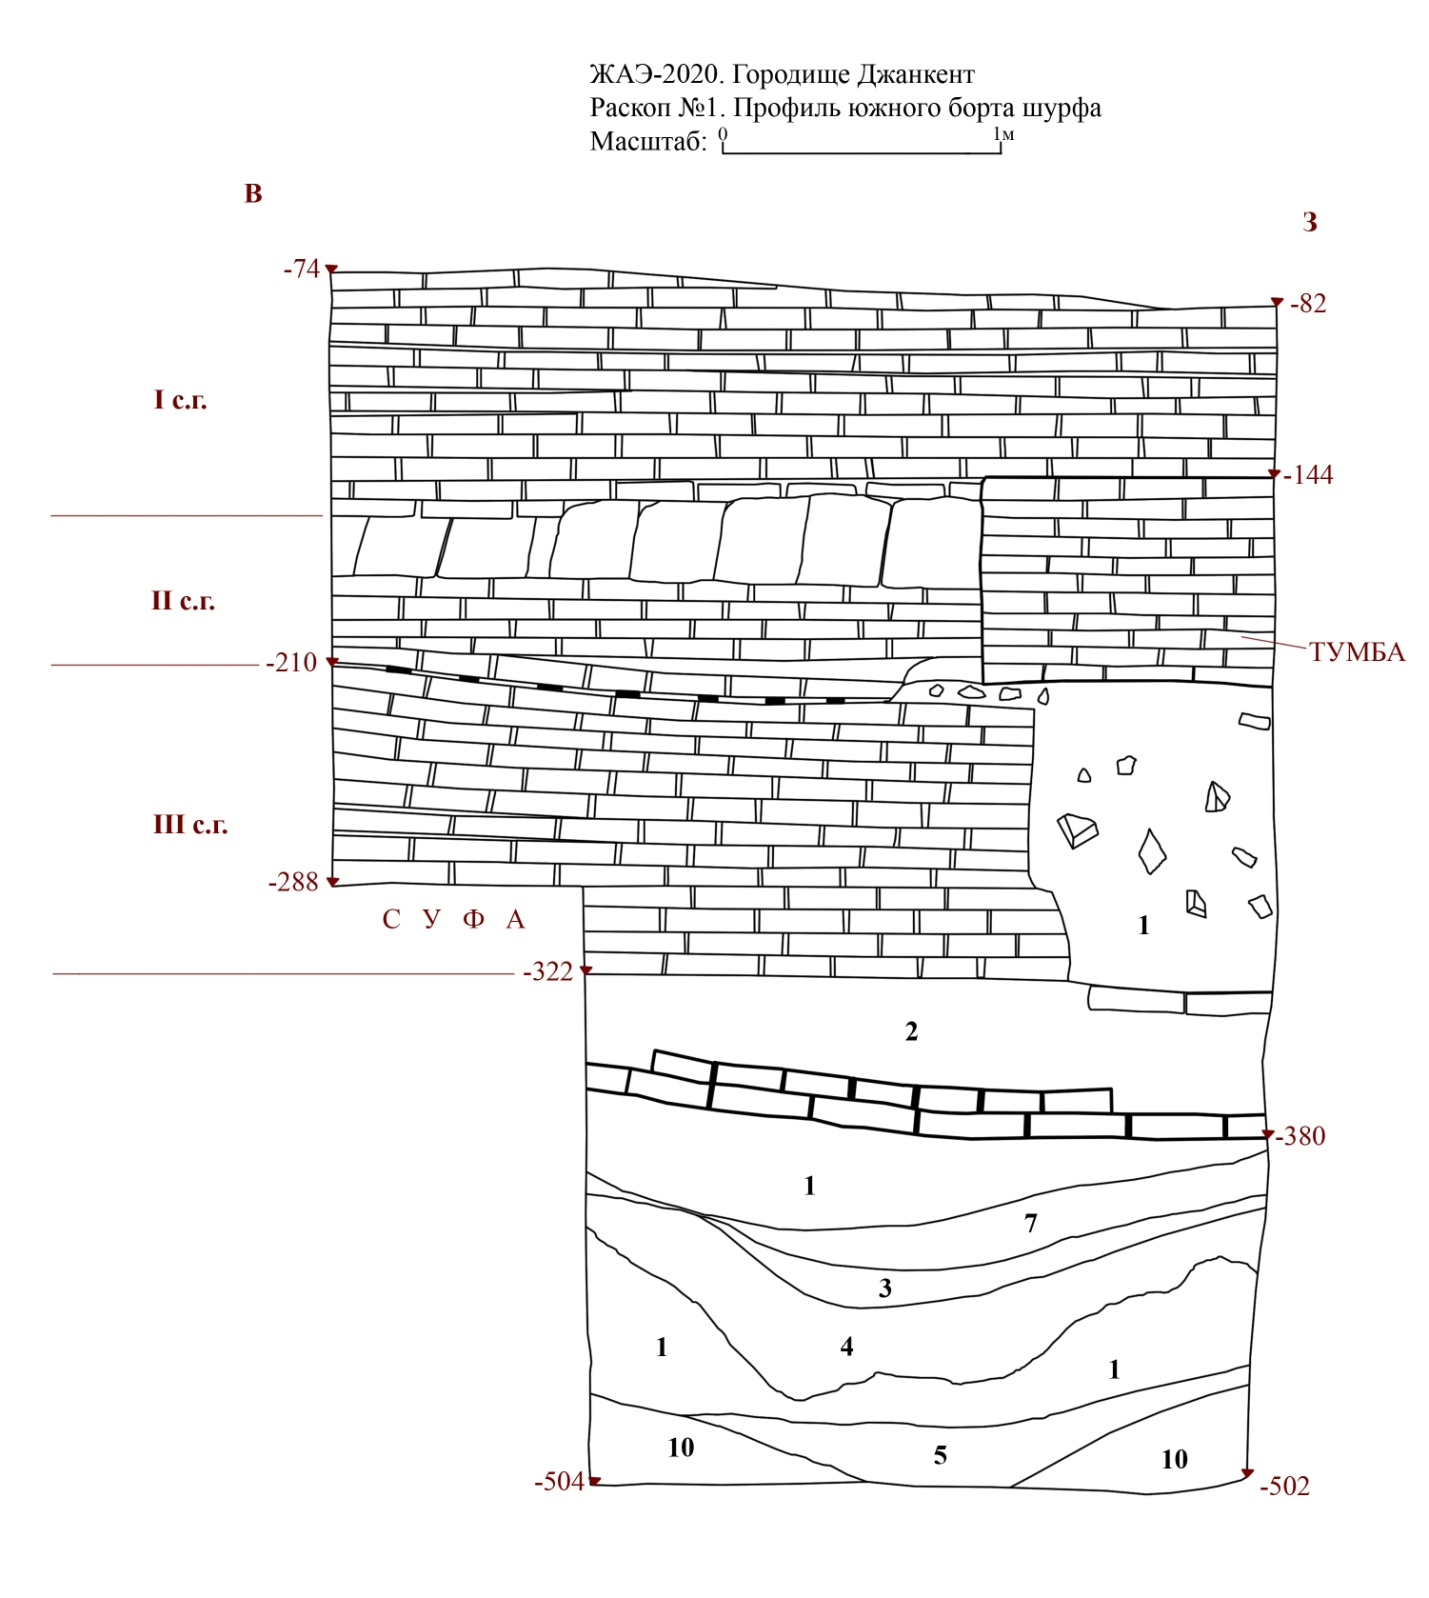 ЖАЭ-2020. Городище Джанкент
Раскоп №1. Профиль южного борта шурфа
Масштаб: 0 1м
В
З
-74
-82
I с.г.
-144
II с.г.
ТУМБА
-210
III с.г.
-288
С У Ф А
1
-322
2
-380
1
7
3
1
4
1
10
5
10
-504
-502